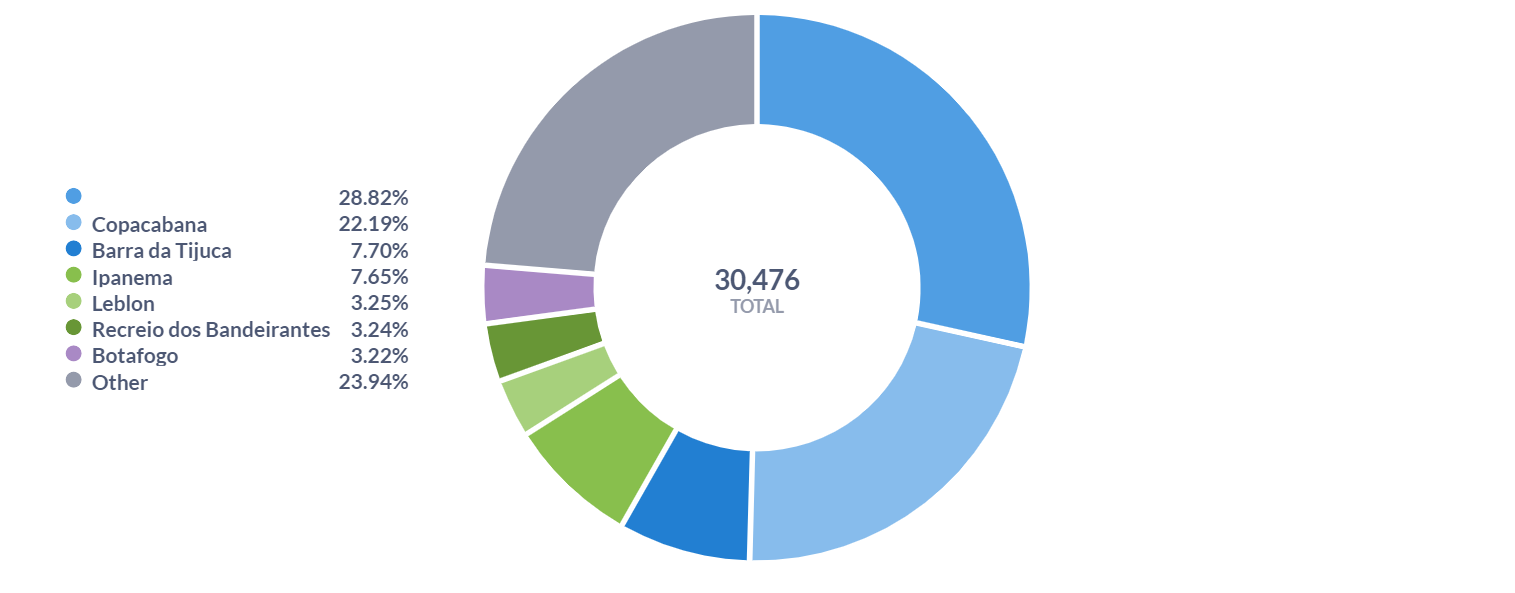 28.82%
Copacabana 22.19%
Barra da Tijuca 7.70%
Ipanema 7.65%
Leblon 3.25%
Recreio dos Bandeirantes 3.24%
Botafogo 3.22%
Other 23.94%
30,476
TOTAL